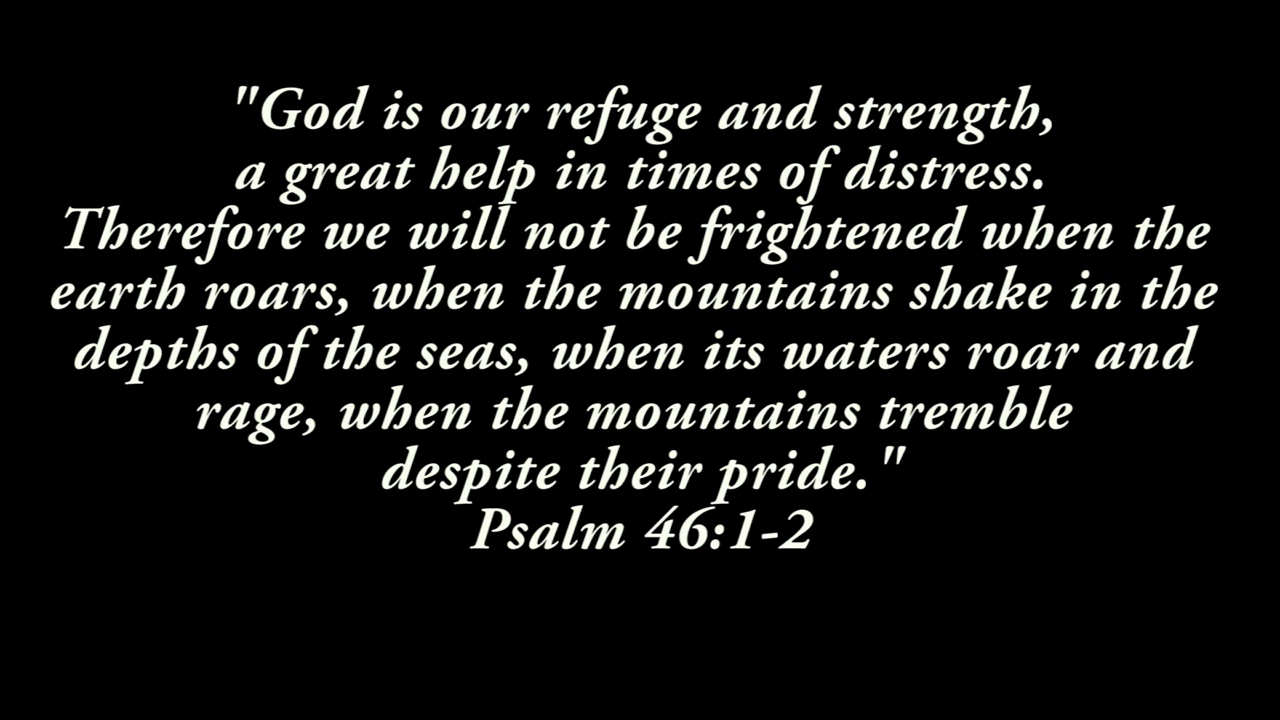 "God is our refuge and strength,
a great help in times of distress.
Therefore we will not be frightened when the
earth roars, when the mountains shake in the
depths of the seas, when its waters roar and
rage, when the mountains tremble
despite their pride."
Psalm 46:1-2